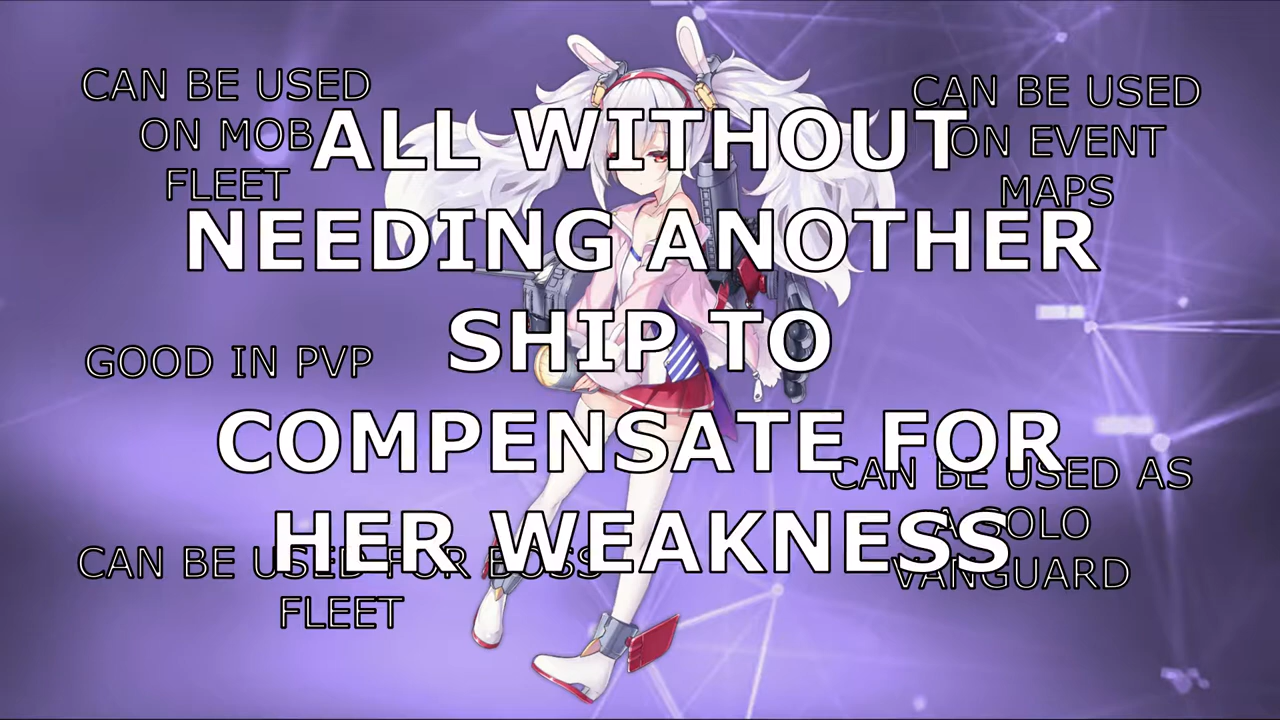 CAN BE USED
ON MOB
FLEET
CAN BE USED
ON EVENT
MAPS
ALL WITHOUT
NEEDING ANOTHER
SHIP TO
COMPENSATE FOR
HER WEAKNESS
GOOD IN PVP
CAN BE USED AS
A SOLO
VANGUARD
CAN BE USED FOR BOSS
FLEET